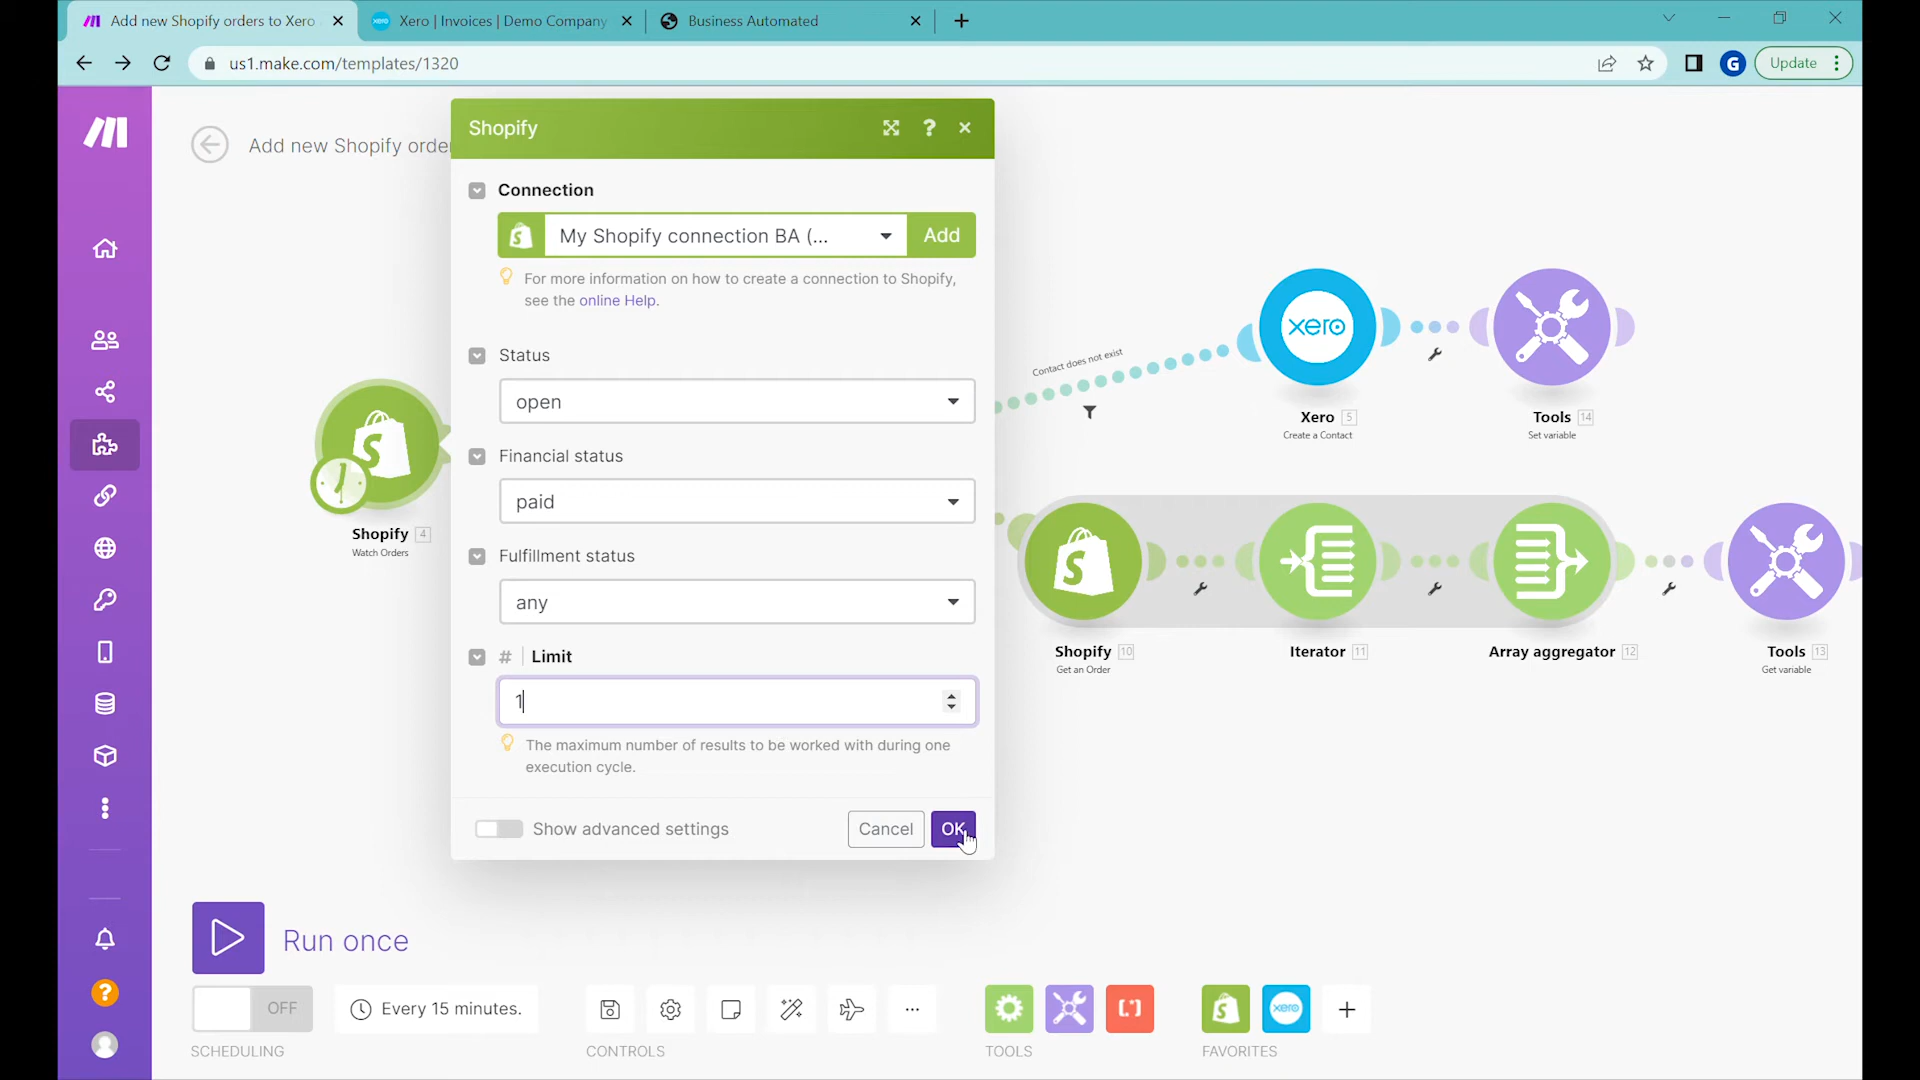 Add new Shopify orders to Xero
Xero | Invoices | Demo Company
Business Automated
us1.make.com/templates/1320
G
Update
Add new Shopify orde
Shopify
?
Connection
My Shopify connection BA (...
Add
For more information on how to create a connection to Shopify,
see the online Help.
Status
open
Financial status
paid
Fulfillment status
any
# Limit
1
The maximum number of results to be worked with during one
execution cycle.
Show advanced settings
Cancel
OK
Shopify 4
Watch Orders
Contact does not exist
xero
Xero 5
Create a Contact
Tools 14
Set variable
Shopify 10
Get an Order
Iterator 11
Array aggregator 12
Tools 13
Get variable
Run once
OFF
Every 15 minutes.
SCHEDULING
CONTROLS
TOOLS
xero
FAVORITES
?